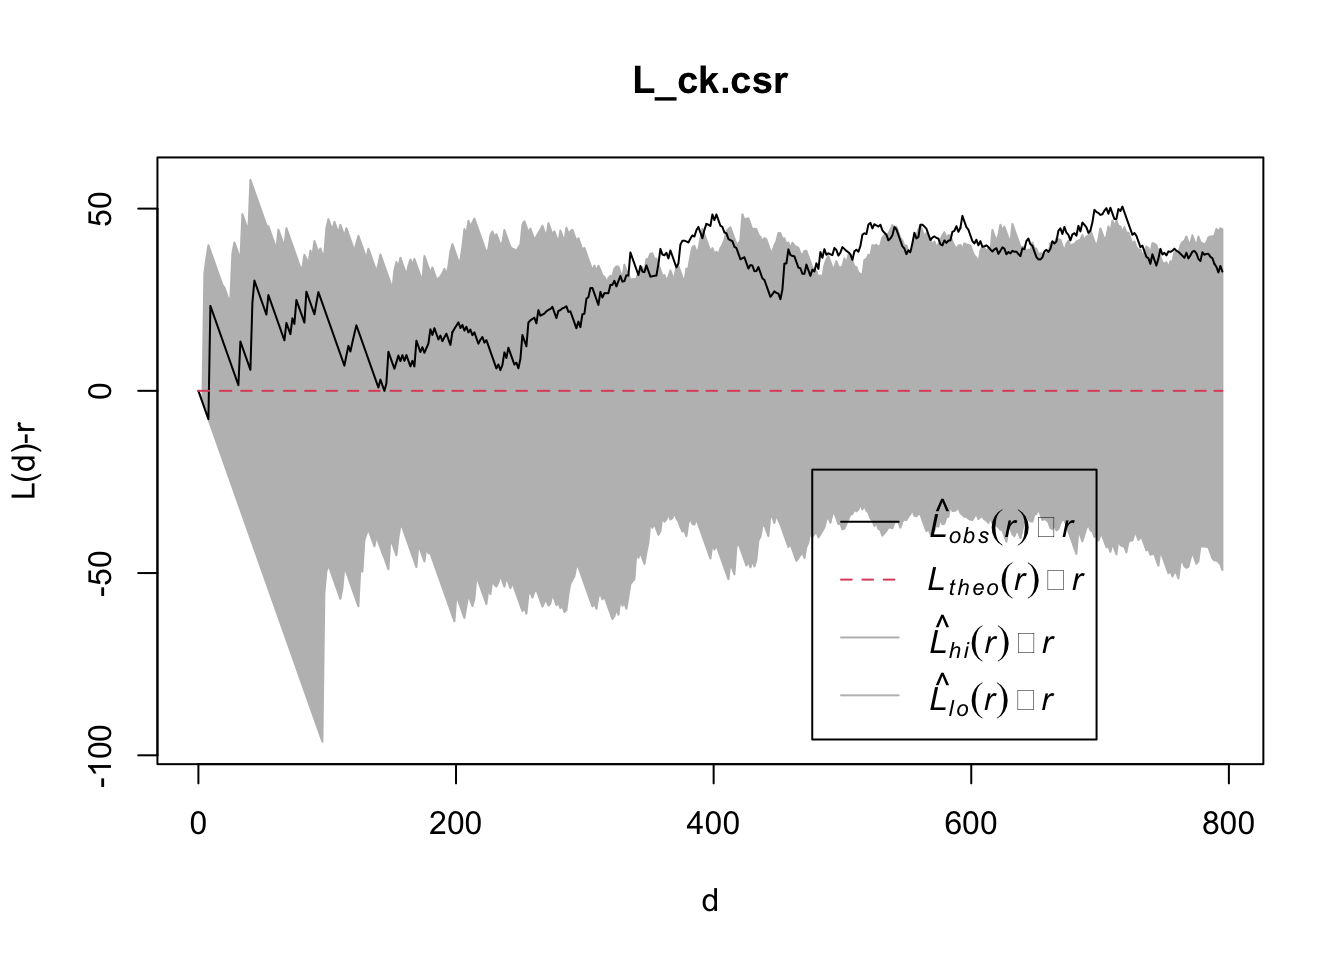 L_ck.csr
L(d)-r
50
0
-50
-100
L̂obs(r) □ r
Ltheo(r) □ r
L̂hi(r) □ r
L̂lo(r) □ r
0 200 400 600 800
d